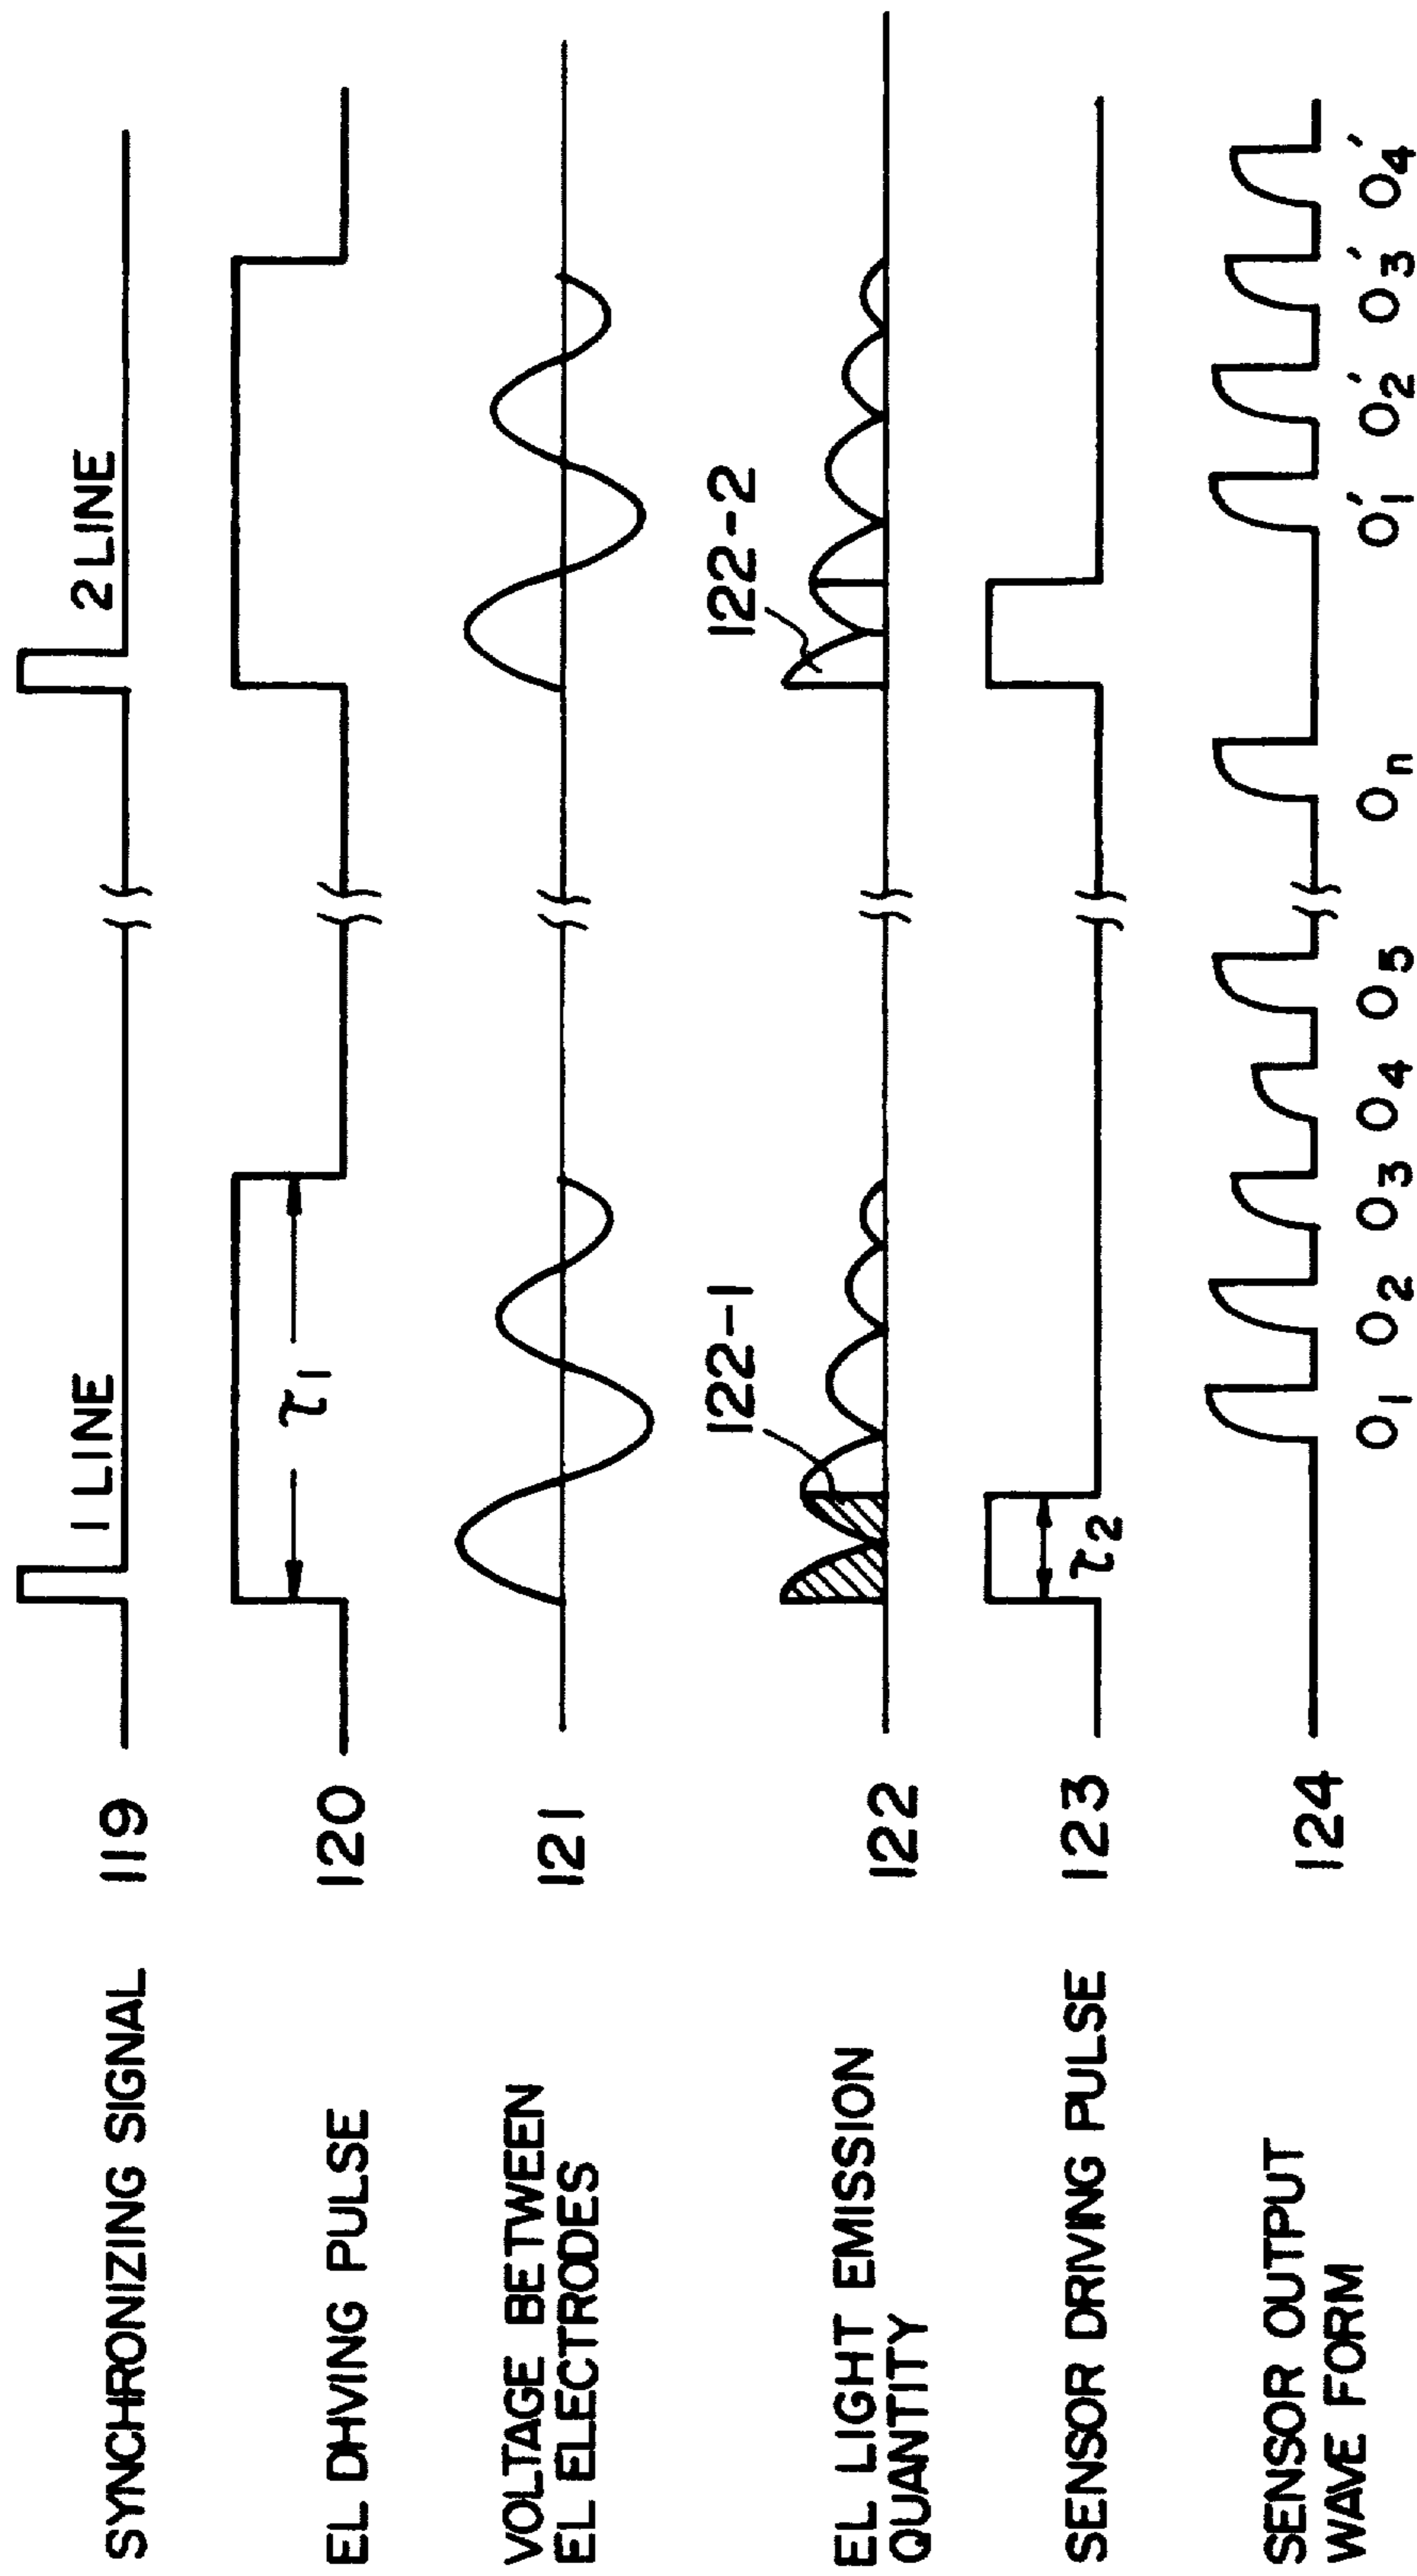 SYNCHRONIZING SIGNAL 119
1 LINE
2 LINE
EL DHVING PULSE 120
τ1
VOLTAGE BETWEEN
EL ELECTRODES
121
122-1
122-2
EL LIGHT EMISSION
QUANTITY
122
SENSOR DRIVING PULSE 123
τ2
SENSOR OUTPUT
WAVE FORM
124
O1 O2 O3 O4 O5 On O1' O2' O3' O4'